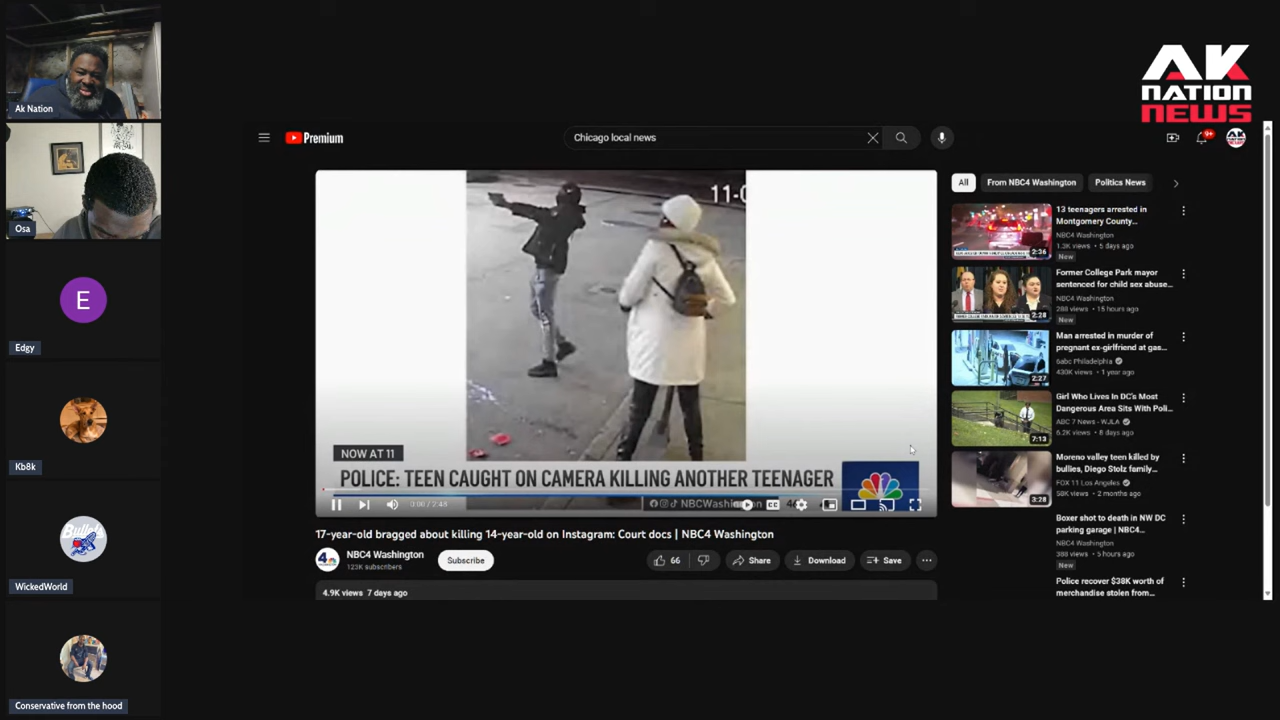 Ak Nation
Osa
E
Edgy
Kb8k
Bullets
WickedWorld
Conservative from the hood
AK
NATION
NEWS
Premium
Chicago local news
9+
11-0
NOW AT 11
POLICE: TEEN CAUGHT ON CAMERA KILLING ANOTHER TEENAGER
0:00 / 2:48
NBCWashington
17-year-old bragged about killing 14-year-old on Instagram: Court docs | NBC4 Washington
4
NBC4 Washington
123K subscribers
Subscribe
66
Share
Download
Save
4.9K views 7 days ago
All
From NBC4 Washington
Politics News
2:36
13 teenagers arrested in
Montgomery County...
NBC4 Washington
1.3K views • 5 days ago
New
2:28
Former College Park mayor
sentenced for child sex abuse...
NBC4 Washington
288 views • 15 hours ago
New
2:27
Man arrested in murder of
pregnant ex-girlfriend at gas...
6abc Philadelphia
430K views • 1 year ago
7:13
Girl Who Lives In DC's Most
Dangerous Area Sits With Poli...
ABC 7 News - WJLA
6.2K views • 8 days ago
3:28
Moreno valley teen killed by
bullies, Diego Stolz family...
FOX 11 Los Angeles
58K views • 2 months ago
Boxer shot to death in NW DC
parking garage | NBC4...
NBC4 Washington
388 views • 5 hours ago
New
Police recover $38K worth of
merchandise stolen from...